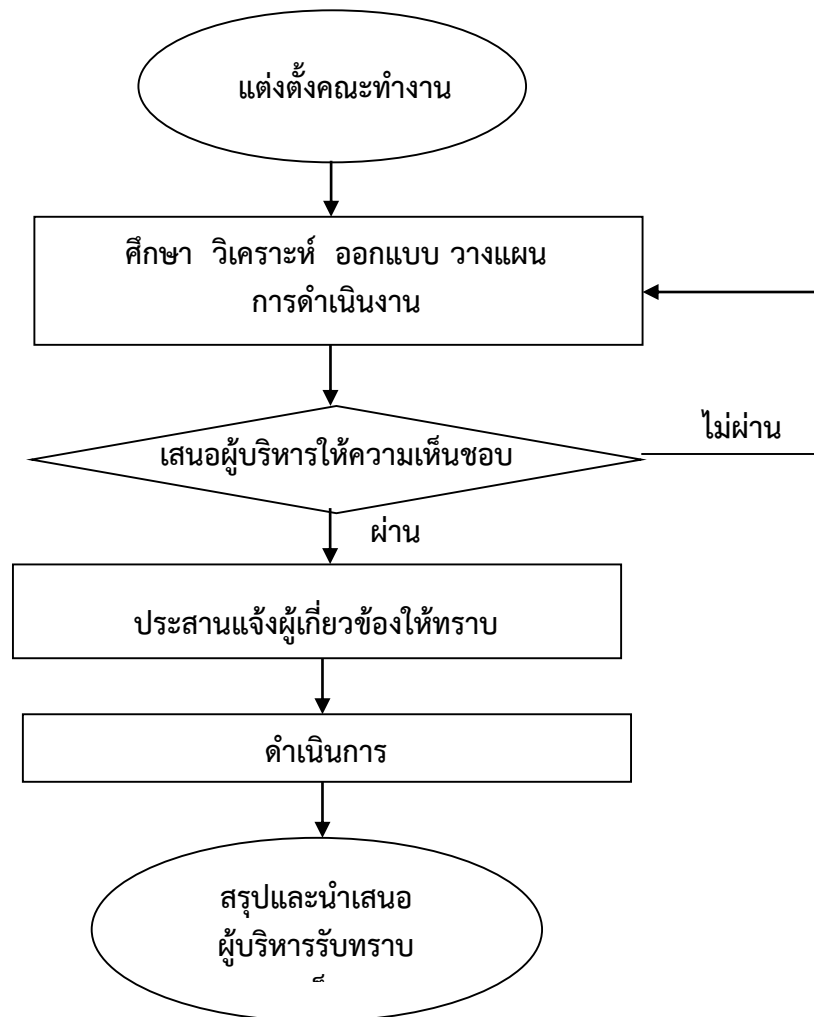 แต่งตั้งคณะทำงาน
ศึกษา วิเคราะห์ ออกแบบ วางแผน
การดำเนินงาน
เสนอผู้บริหารให้ความเห็นชอบ
ไม่ผ่าน
ผ่าน
ประสานแจ้งผู้เกี่ยวข้องให้ทราบ
ดำเนินการ
สรุปและนำเสนอ
ผู้บริหารรับทราบ